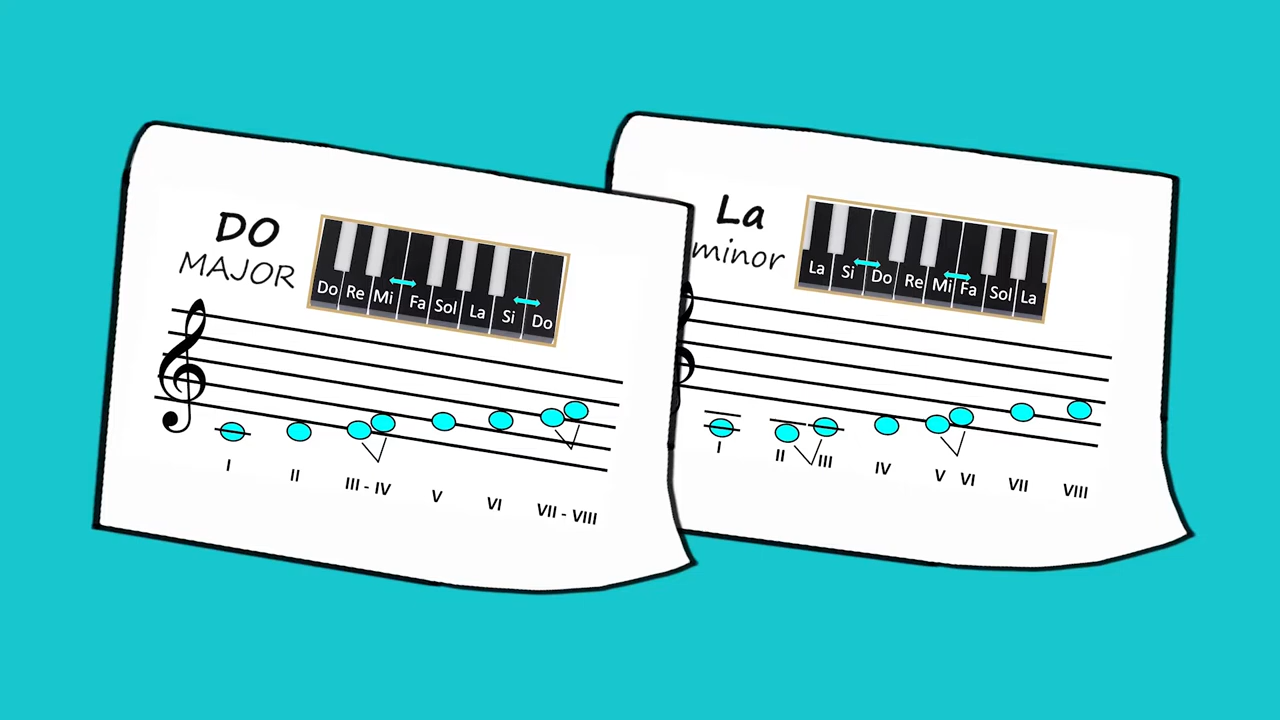 DO
MAJOR
Do Re Mi Fa Sol La Si Do
I II III - IV V VI VII - VIII
La
minor
La Si Do Re Mi Fa Sol La
I II III IV V VI VII VIII